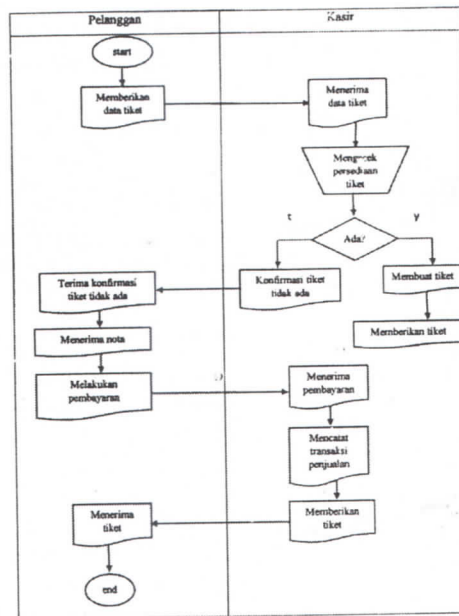 Pelanggan
Kasir
start
Memberikan
data tiket
Menerima
data tiket
Mengecek
persediaan
tiket
t
y
Ada?
Terima konfirmasi
tiket tidak ada
Konfirmasi tiket
tidak ada
Membuat tiket
Menerima nota
Memberikan tiket
Melakukan
pembayaran
Menerima
pembayaran
Mencatat
transaksi
penjualan
Menerima
tiket
Memberikan
tiket
end